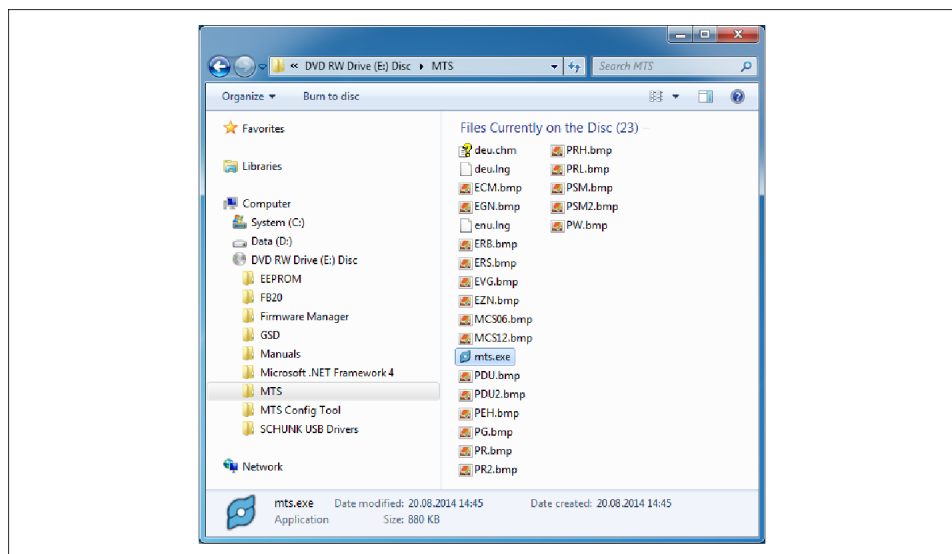 « DVD RW Drive (E:) Disc ▸ MTS
Search MTS
Organize ▾ Burn to disc
Favorites
Libraries
Computer
System (C:)
Data (D:)
DVD RW Drive (E:) Disc
EEPROM
FB20
Firmware Manager
GSD
Manuals
Microsoft .NET Framework 4
MTS
MTS Config Tool
SCHUNK USB Drivers
Network
Files Currently on the Disc (23)
deu.chm
deu.lng
ECM.bmp
EGN.bmp
enu.lng
ERB.bmp
ERS.bmp
EVG.bmp
EZN.bmp
MCS06.bmp
MCS12.bmp
mts.exe
PDU.bmp
PDU2.bmp
PEH.bmp
PG.bmp
PR.bmp
PR2.bmp
PRH.bmp
PRL.bmp
PSM.bmp
PSM2.bmp
PW.bmp
mts.exe Date modified: 20.08.2014 14:45 Date created: 20.08.2014 14:45
Application Size: 880 KB